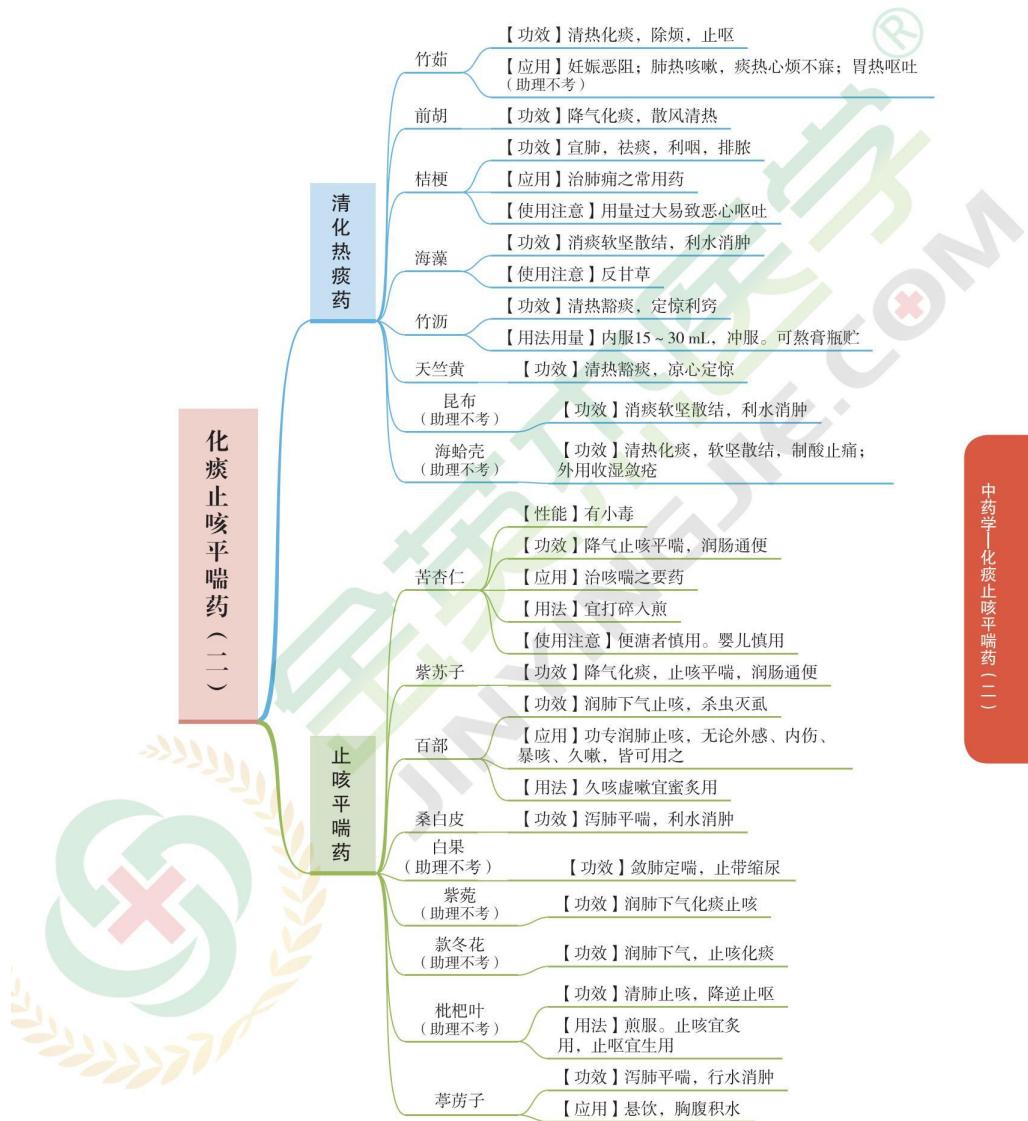 化痰止咳平喘药(二)
清化热痰药
竹茹
【功效】清热化痰，除烦，止呕
【应用】妊娠恶阻；肺热咳嗽，痰热心烦不寐；胃热呕吐
(助理不考)
前胡
【功效】降气化痰，散风清热
桔梗
【功效】宣肺，祛痰，利咽，排脓
【应用】治肺痈之常用药
【使用注意】用量过大易致恶心呕吐
海藻
【功效】消痰软坚散结，利水消肿
【使用注意】反甘草
竹沥
【功效】清热豁痰，定惊利窍
【用法用量】内服15~30 mL，冲服。可熬膏瓶贮
天竺黄
【功效】清热豁痰，凉心定惊
昆布
(助理不考)
【功效】消痰软坚散结，利水消肿
海蛤壳
(助理不考)
【功效】清热化痰，软坚散结，制酸止痛；
外用收湿敛疮
止咳平喘药
苦杏仁
【性能】有小毒
【功效】降气止咳平喘，润肠通便
【应用】治咳喘之要药
【用法】宜打碎入煎
【使用注意】便溏者慎用。婴儿慎用
紫苏子
【功效】降气化痰，止咳平喘，润肠通便
百部
【功效】润肺下气止咳，杀虫灭虱
【应用】功专润肺止咳，无论外感、内伤、
暴咳、久嗽，皆可用之
【用法】久咳虚嗽宜蜜炙用
桑白皮
【功效】泻肺平喘，利水消肿
白果
(助理不考)
【功效】敛肺定喘，止带缩尿
紫菀
(助理不考)
【功效】润肺下气化痰止咳
款冬花
(助理不考)
【功效】润肺下气，止咳化痰
枇杷叶
(助理不考)
【功效】清肺止咳，降逆止呕
【用法】煎服。止咳宜炙
用，止呕宜生用
葶苈子
【功效】泻肺平喘，行水消肿
【应用】悬饮，胸腹积水
中药学—化痰止咳平喘药(二)
金英杰医学®
JINYINGJIE.COM